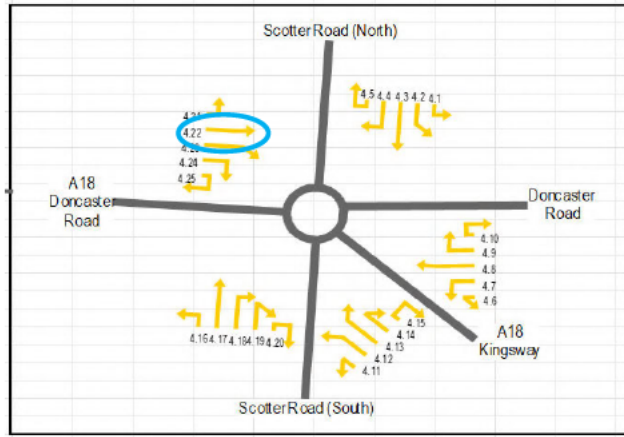 Scotter Road (North)
4.5 4.4 4.3 4.2 4.1
4.22
4.24
4.25
A18
Doncaster
Road
Doncaster
Road
4.10
4.9
4.8
4.7
4.6
4.16 4.17 4.18 4.19 4.20
4.15
4.14
4.13
4.12
4.11
A18
Kingsway
Scotter Road (South)